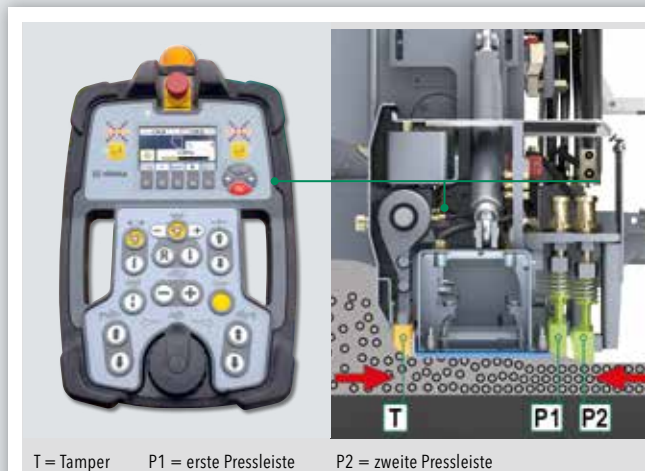 R
T
P1 P2
T = Tamper P1 = erste Pressleiste P2 = zweite Pressleiste